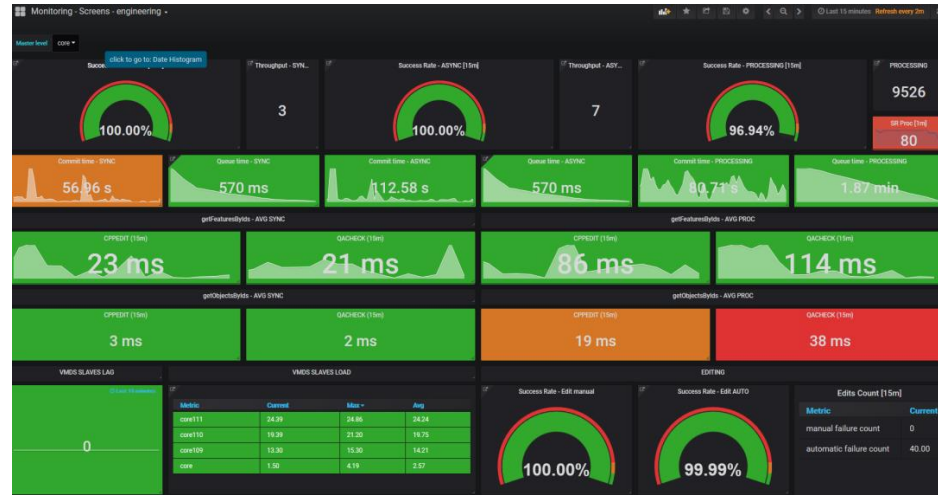 Monitoring - Screens - engineering
Last 15 minutes Refresh every 2m
Master level core
click to go to: Date Histogram
Throughput - SYN...
Success Rate - ASYNC [15m]
Throughput - ASY...
Success Rate - PROCESSING [15m]
PROCESSING
100.00%
3
100.00%
7
96.94%
9526
SR Proc [1m]
80
Commit time - SYNC
Queue time - SYNC
Commit time - ASYNC
Queue time - ASYNC
Commit time - PROCESSING
Queue time - PROCESSING
56.96 s
570 ms
112.58 s
570 ms
80.71 s
1.87 min
getFeaturesByIds - AVG SYNC
getFeaturesByIds - AVG PROC
CPPEDIT (15m)
QACHECK (15m)
CPPEDIT (15m)
QACHECK (15m)
23 ms
21 ms
86 ms
114 ms
getObjectsByIds - AVG SYNC
getObjectsByIds - AVG PROC
CPPEDIT (15m)
QACHECK (15m)
CPPEDIT (15m)
QACHECK (15m)
3 ms
2 ms
19 ms
38 ms
VMDS SLAVES LAG
VMDS SLAVES LOAD
EDITING
Last 10 minutes
0
Metric Current Max Avg
core111 24.39 24.86 24.24
core110 19.39 21.20 19.75
core109 13.30 15.30 14.21
core 1.50 4.19 2.57
Success Rate - Edit manual
100.00%
Success Rate - Edit AUTO
99.99%
Edits Count [15m]
Metric Current
manual failure count 0
automatic failure count 40.00